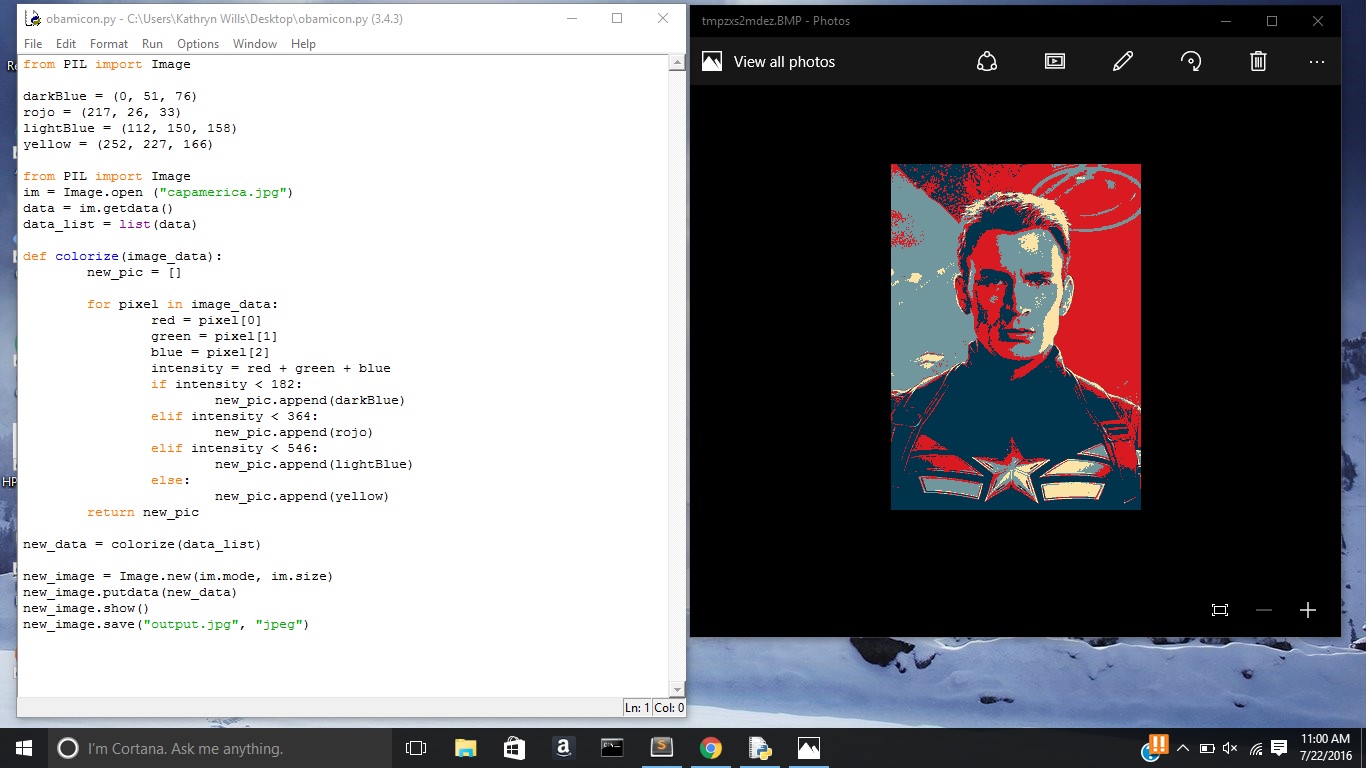 obamicon.py - C:\Users\Kathryn Wills\Desktop\obamicon.py (3.4.3)
File Edit Format Run Options Window Help
from PIL import Image
darkBlue = (0, 51, 76)
rojo = (217, 26, 33)
lightBlue = (112, 150, 158)
yellow = (252, 227, 166)
from PIL import Image
im = Image.open ("capamerica.jpg")
data = im.getdata()
data_list = list(data)
def colorize(image_data):
new_pic = []
for pixel in image_data:
red = pixel[0]
green = pixel[1]
blue = pixel[2]
intensity = red + green + blue
if intensity < 182:
new_pic.append(darkBlue)
elif intensity < 364:
new_pic.append(rojo)
elif intensity < 546:
new_pic.append(lightBlue)
else:
new_pic.append(yellow)
return new_pic
new_data = colorize(data_list)
new_image = Image.new(im.mode, im.size)
new_image.putdata(new_data)
new_image.show()
new_image.save("output.jpg", "jpeg")
Ln: 1 Col: 0
tmpzxs2mdez.BMP - Photos
View all photos
HP
I'm Cortana. Ask me anything.
11:00 AM
7/22/2016